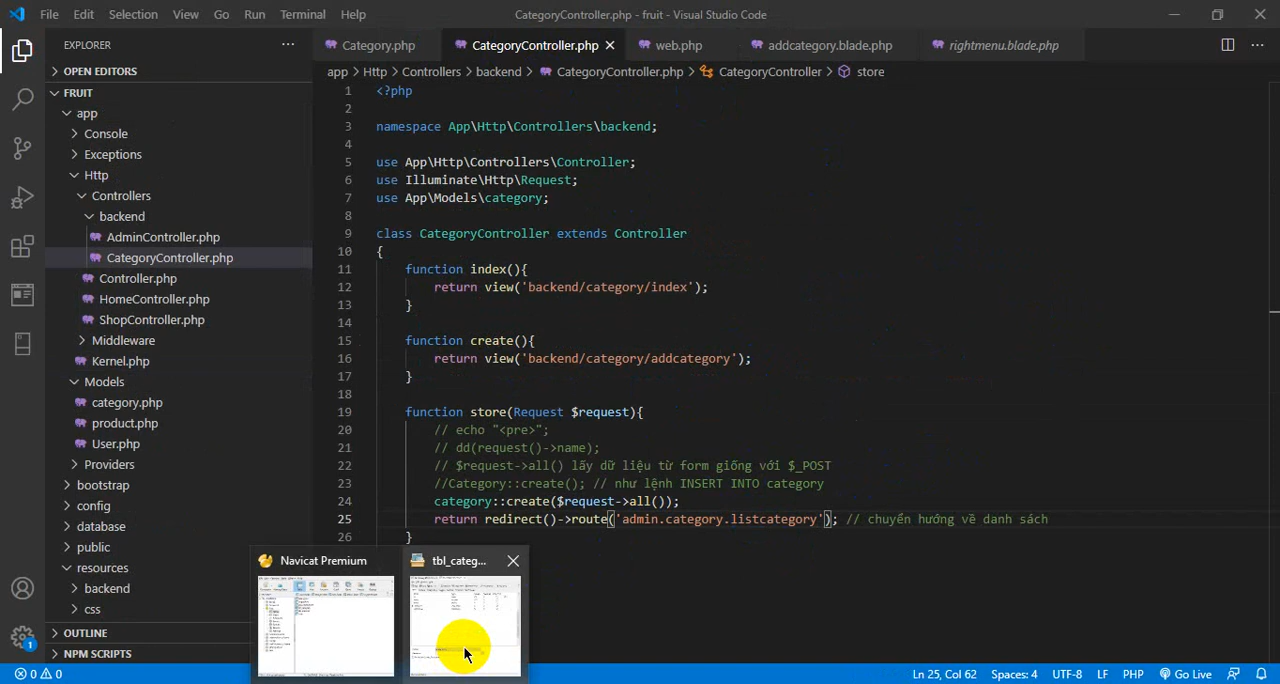 File Edit Selection View Go Run Terminal Help
CategoryController.php - fruit - Visual Studio Code
EXPLORER
Category.php
CategoryController.php
web.php
addcategory.blade.php
rightmenu.blade.php
OPEN EDITORS
app > Http > Controllers > backend > CategoryController.php > CategoryController > store
FRUIT
app
Console
Exceptions
Http
Controllers
backend
AdminController.php
CategoryController.php
Controller.php
HomeController.php
ShopController.php
Middleware
Kernel.php
Models
category.php
product.php
User.php
Providers
bootstrap
config
database
public
resources
backend
css
OUTLINE
NPM SCRIPTS
1 <?php
2
3 namespace App\Http\Controllers\backend;
4
5 use App\Http\Controllers\Controller;
6 use Illuminate\Http\Request;
7 use App\Models\category;
8
9 class CategoryController extends Controller
10 {
11 function index(){
12 return view('backend/category/index');
13 }
14
15 function create(){
16 return view('backend/category/addcategory');
17 }
18
19 function store(Request $request){
20 // echo "<pre>";
21 // dd(request()->name);
22 // $request->all() lấy dữ liệu từ form giống với $_POST
23 //Category::create(); // như lệnh INSERT INTO category
24 category::create($request->all());
25 return redirect()->route('admin.category.listcategory'); // chuyển hướng về danh sách
26 }
Navicat Premium
tbl_categ...
1
0 0
Ln 25, Col 62 Spaces: 4 UTF-8 LF PHP Go Live